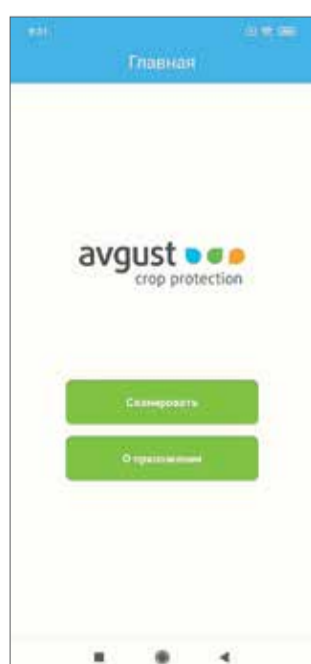 Главная
avgust
crop protection
Сканировать
О приложении